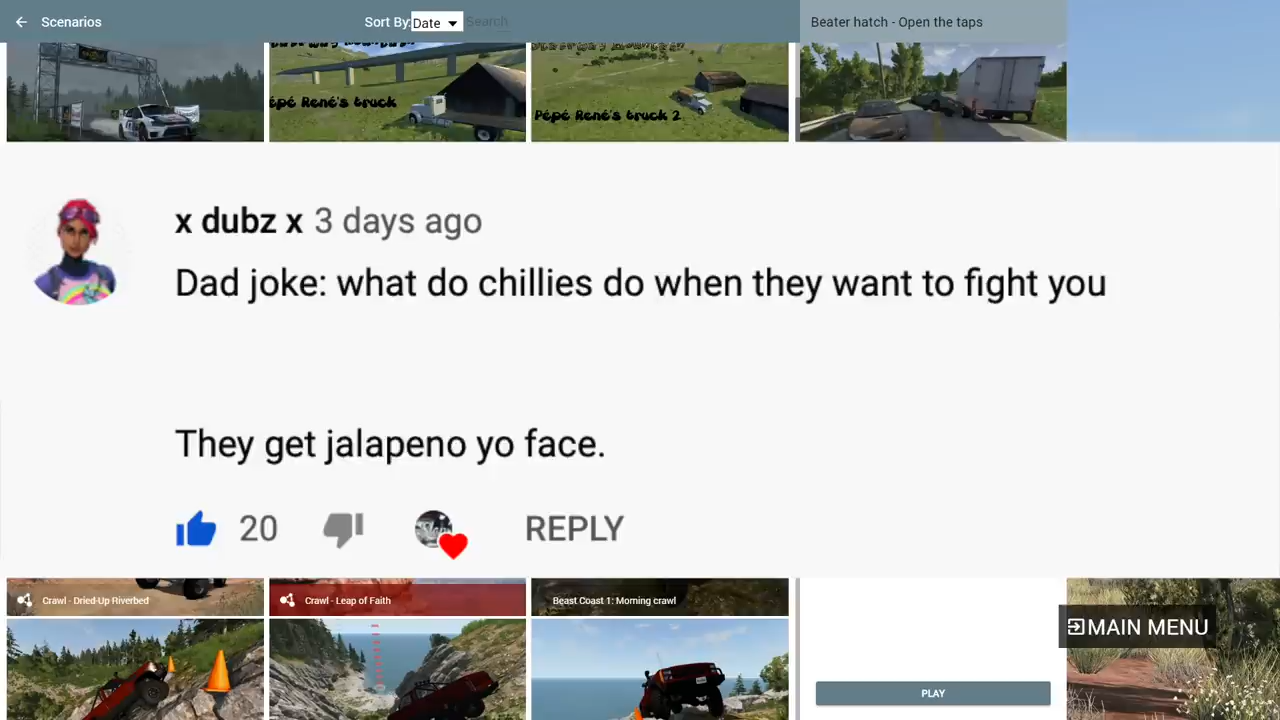 Scenarios
Sort By: Date Search
Beater hatch - Open the taps
épé René's truck
Pépé René's truck 2
x dubz x 3 days ago
Dad joke: what do chillies do when they want to fight you
They get jalapeno yo face.
20 REPLY
Crawl - Dried-Up Riverbed
Crawl - Leap of Faith
Beast Coast 1: Morning crawl
MAIN MENU
PLAY